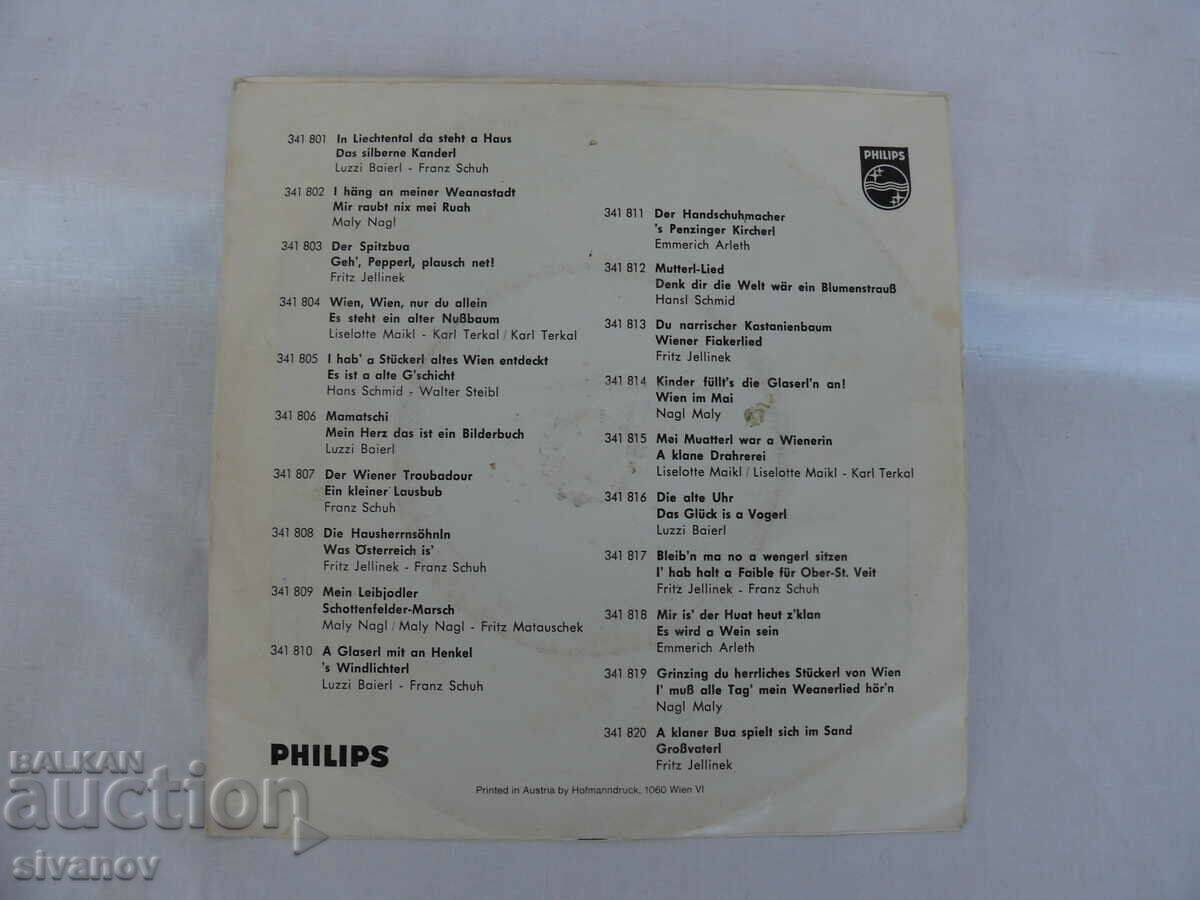 341 801 In Liechtental da steht a Haus
Das silberne Kanderl
Luzzi Baierl - Franz Schuh
341 802 I häng an meiner Weanastadt
Mir raubt nix mei Ruah
Maly Nagl
341 803 Der Spitzbua
Geh', Pepperl, plausch net!
Fritz Jellinek
341 804 Wien, Wien, nur du allein
Es steht ein alter Nußbaum
Liselotte Maikl - Karl Terkal / Karl Terkal
341 805 I hab' a Stückerl altes Wien entdeckt
Es ist a alte G'schicht
Hans Schmid - Walter Steibl
341 806 Mamatschi
Mein Herz das ist ein Bilderbuch
Luzzi Baierl
341 807 Der Wiener Troubadour
Ein kleiner Lausbub
Franz Schuh
341 808 Die Hausherrnsöhnln
Was Österreich is'
Fritz Jellinek - Franz Schuh
341 809 Mein Leibjodler
Schottenfelder-Marsch
Maly Nagl / Maly Nagl - Fritz Matauschek
341 810 A Glaserl mit an Henkel
's Windlichterl
Luzzi Baierl - Franz Schuh
PHILIPS
PHILIPS
341 811 Der Handschuhmacher
's Penzinger Kircherl
Emmerich Arleth
341 812 Mutterl-Lied
Denk dir die Welt wär ein Blumenstrauß
Hansl Schmid
341 813 Du narrischer Kastanienbaum
Wiener Fiakerlied
Fritz Jellinek
341 814 Kinder füllt's die Glaserl'n an!
Wien im Mai
Nagl Maly
341 815 Mei Muatterl war a Wienerin
A klane Drahrerei
Liselotte Maikl / Liselotte Maikl - Karl Terkal
341 816 Die alte Uhr
Das Glück is a Vogerl
Luzzi Baierl
341 817 Bleib'n ma no a wengerl sitzen
I' hab halt a Faible für Ober-St. Veit
Fritz Jellinek - Franz Schuh
341 818 Mir is' der Huat heut z'klan
Es wird a Wein sein
Emmerich Arleth
341 819 Grinzing du herrliches Stückerl von Wien
I' muß alle Tag' mein Weanerlied hör'n
Nagl Maly
341 820 A klaner Bua spielt sich im Sand
Großvaterl
Fritz Jellinek
Printed in Austria by Hofmanndruck, 1060 Wien VI
BALKAN
auction
sivanov